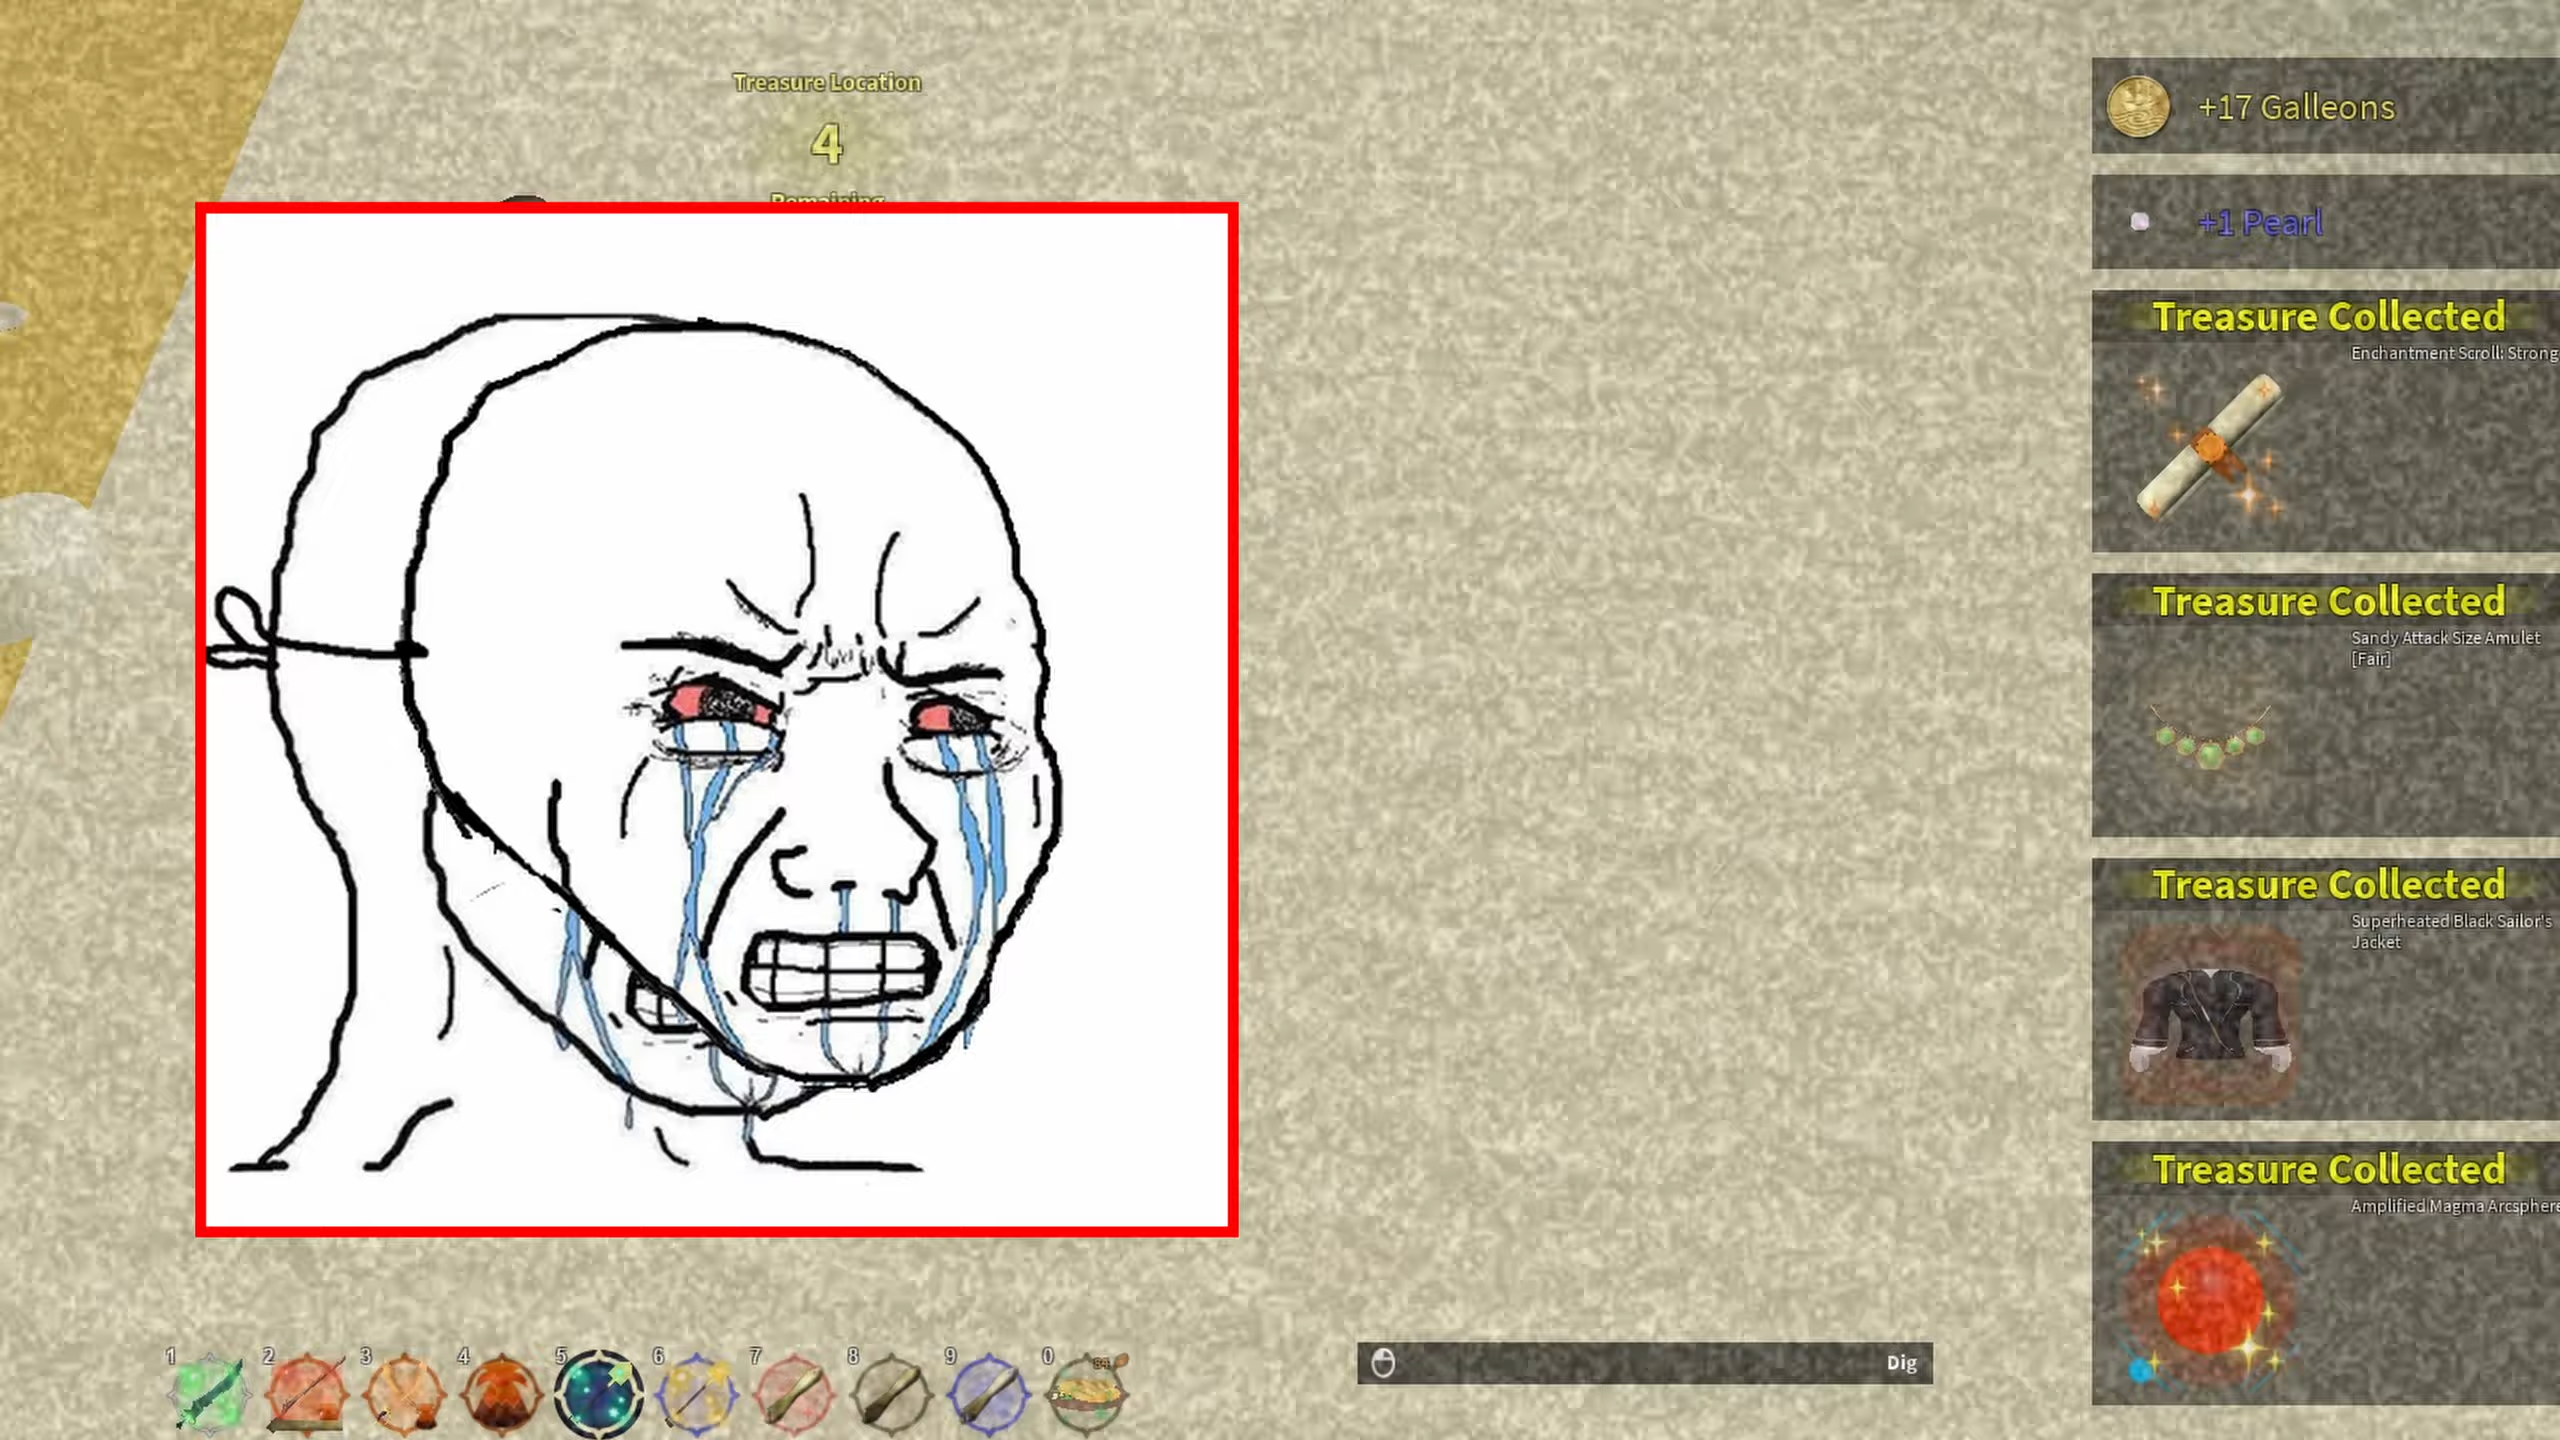 Treasure Location
4
Remaining
+17 Galleons
+1 Pearl
Treasure Collected
Enchantment Scroll: Strong
Treasure Collected
Sandy Attack Size Amulet
[Fair]
Treasure Collected
Superheated Black Sailor's
Jacket
Treasure Collected
Amplified Magma Arcsphere
1 2 3 4 5 6 7 8 9 0
84
Dig